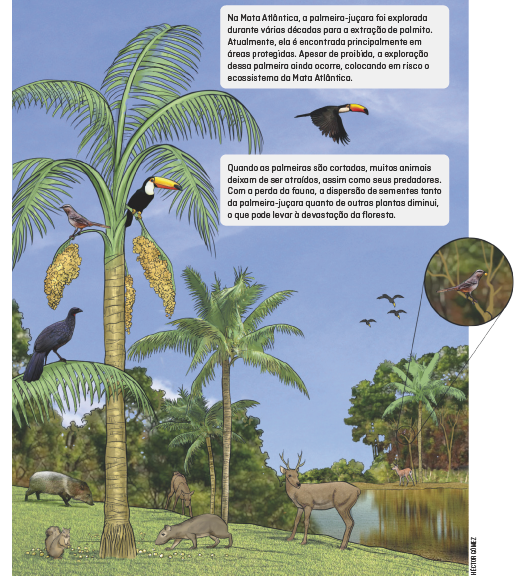 Na Mata Atlântica, a palmeira-juçara foi explorada
durante várias décadas para a extração de palmito.
Atualmente, ela é encontrada principalmente em
áreas protegidas. Apesar de proibida, a exploração
dessa palmeira ainda ocorre, colocando em risco o
ecossistema da Mata Atlântica.
Quando as palmeiras são cortadas, muitos animais
deixam de ser atraídos, assim como seus predadores.
Com a perda da fauna, a dispersão de sementes tanto
da palmeira-juçara quanto de outras plantas diminui,
o que pode levar à devastação da floresta.
HÉCTOR GÓMEZ